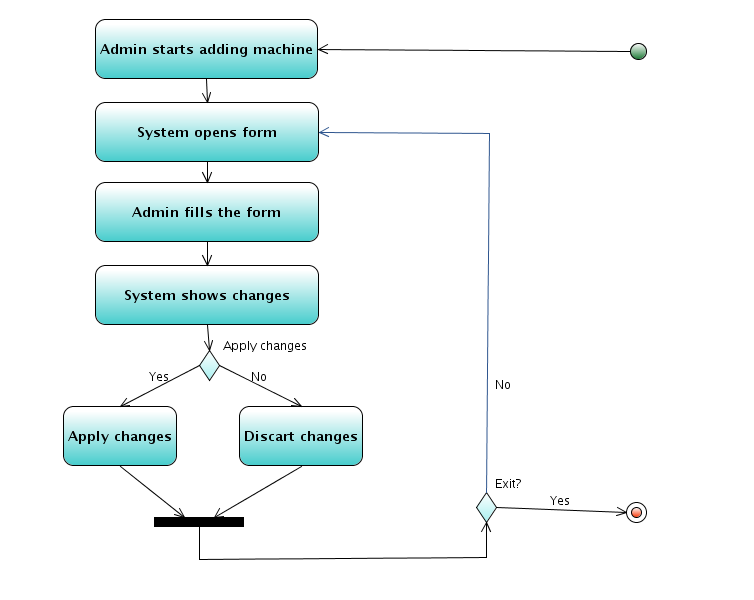 Admin starts adding machine
System opens form
Admin fills the form
System shows changes
Apply changes
Yes
No
Apply changes
Discart changes
No
Exit?
Yes